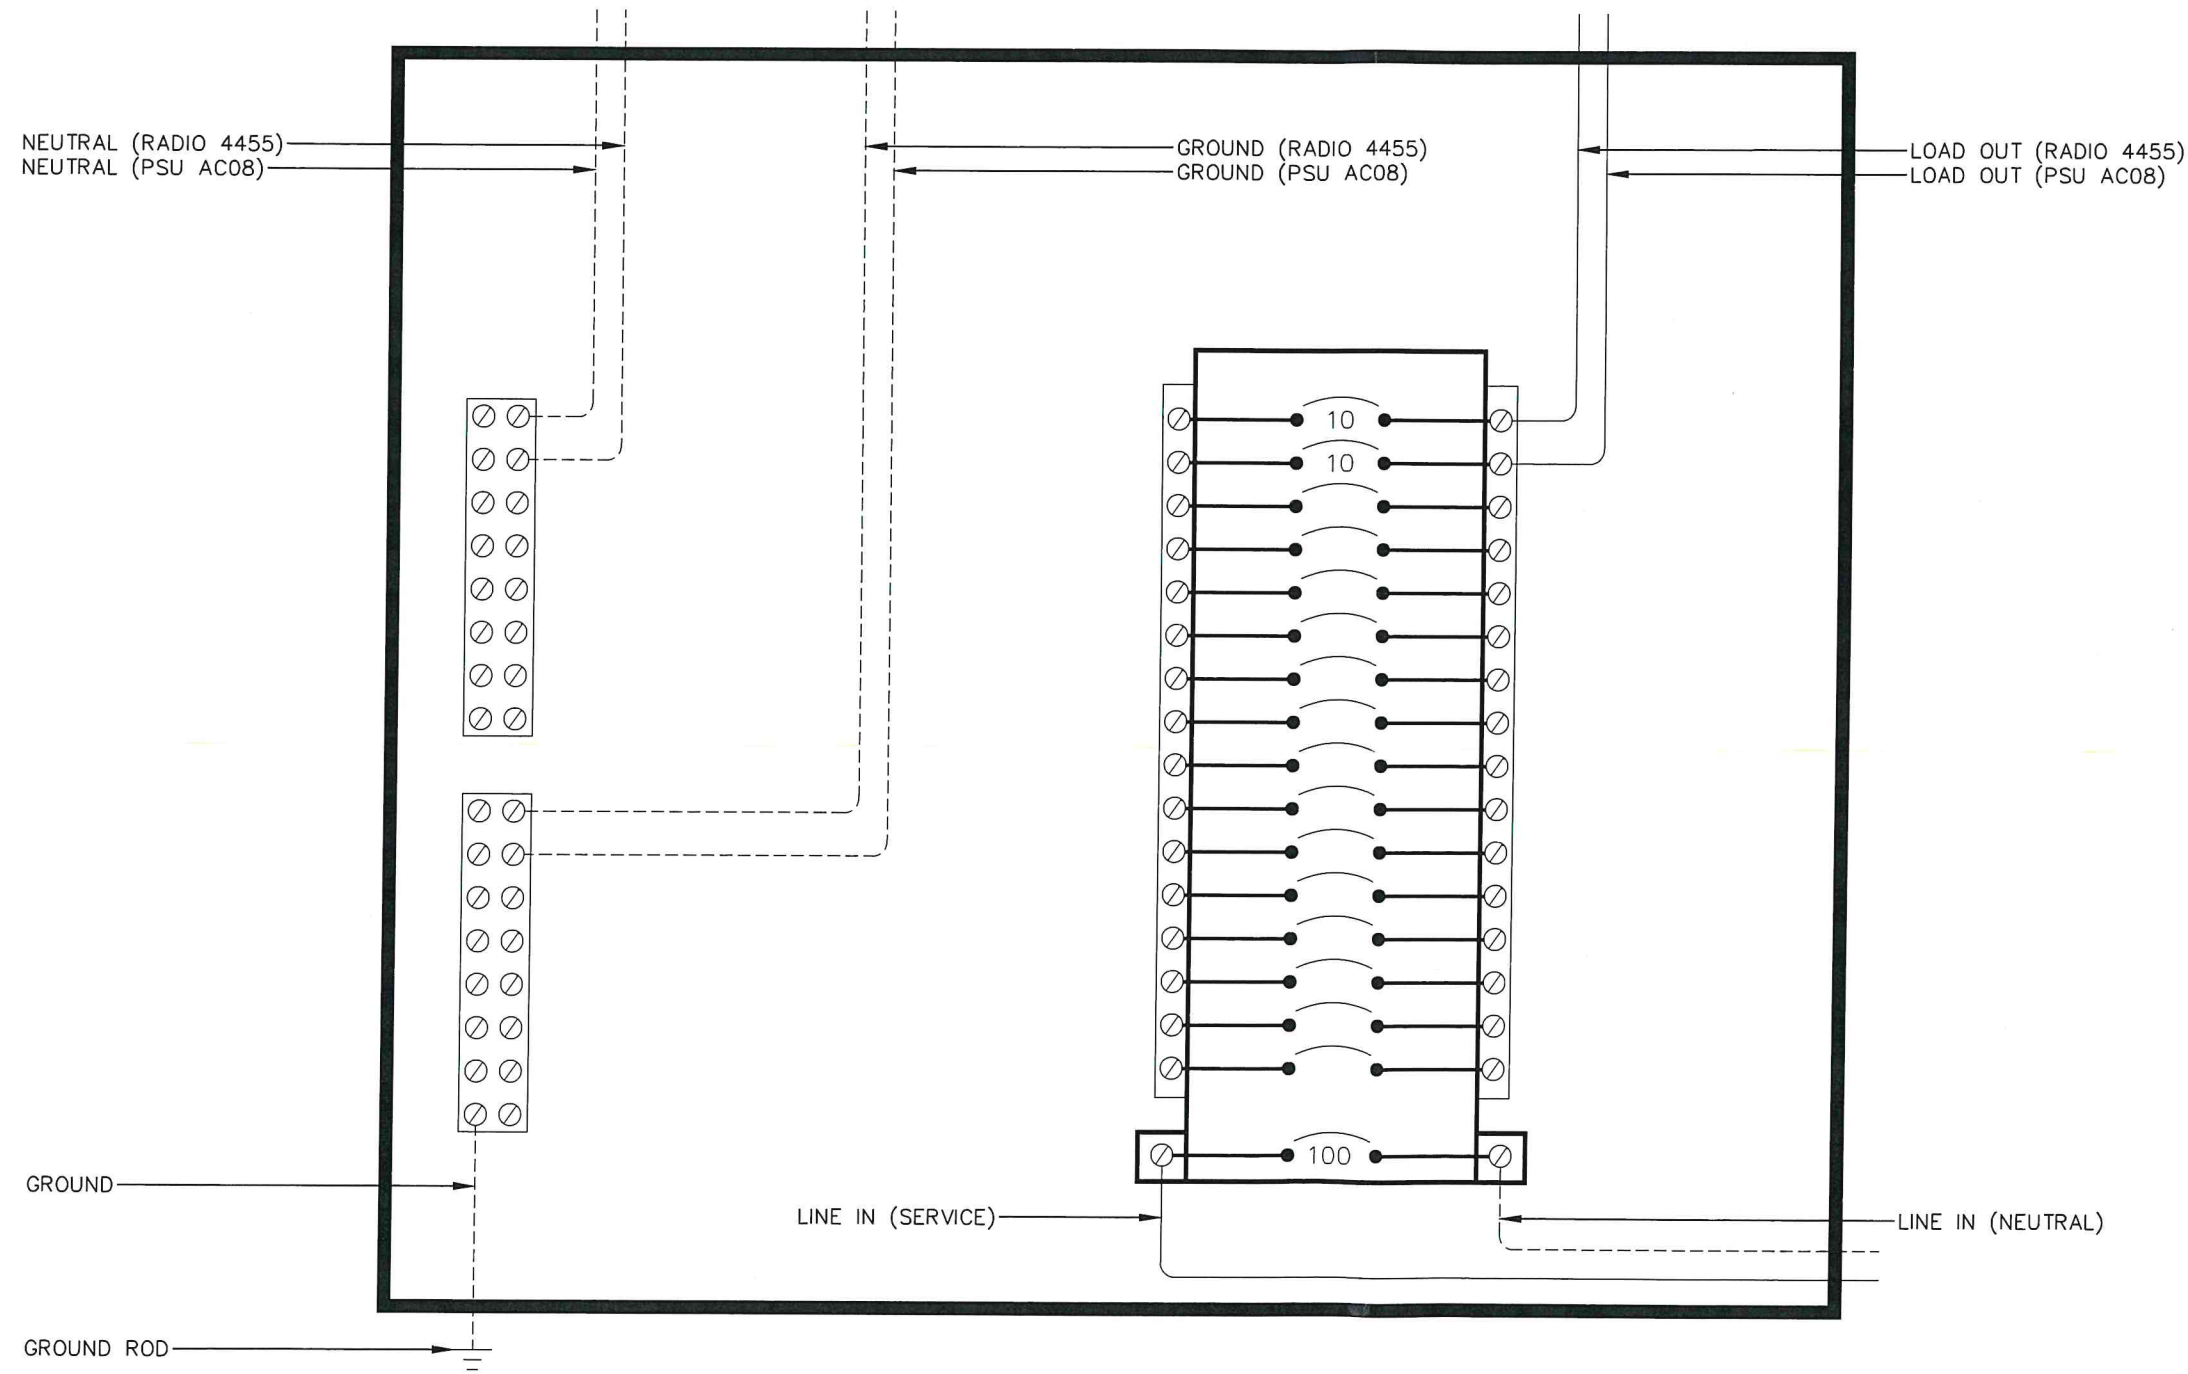 NEUTRAL (RADIO 4455)
NEUTRAL (PSU AC08)
GROUND (RADIO 4455)
GROUND (PSU AC08)
LOAD OUT (RADIO 4455)
LOAD OUT (PSU AC08)
10
10
100
GROUND
LINE IN (SERVICE)
LINE IN (NEUTRAL)
GROUND ROD